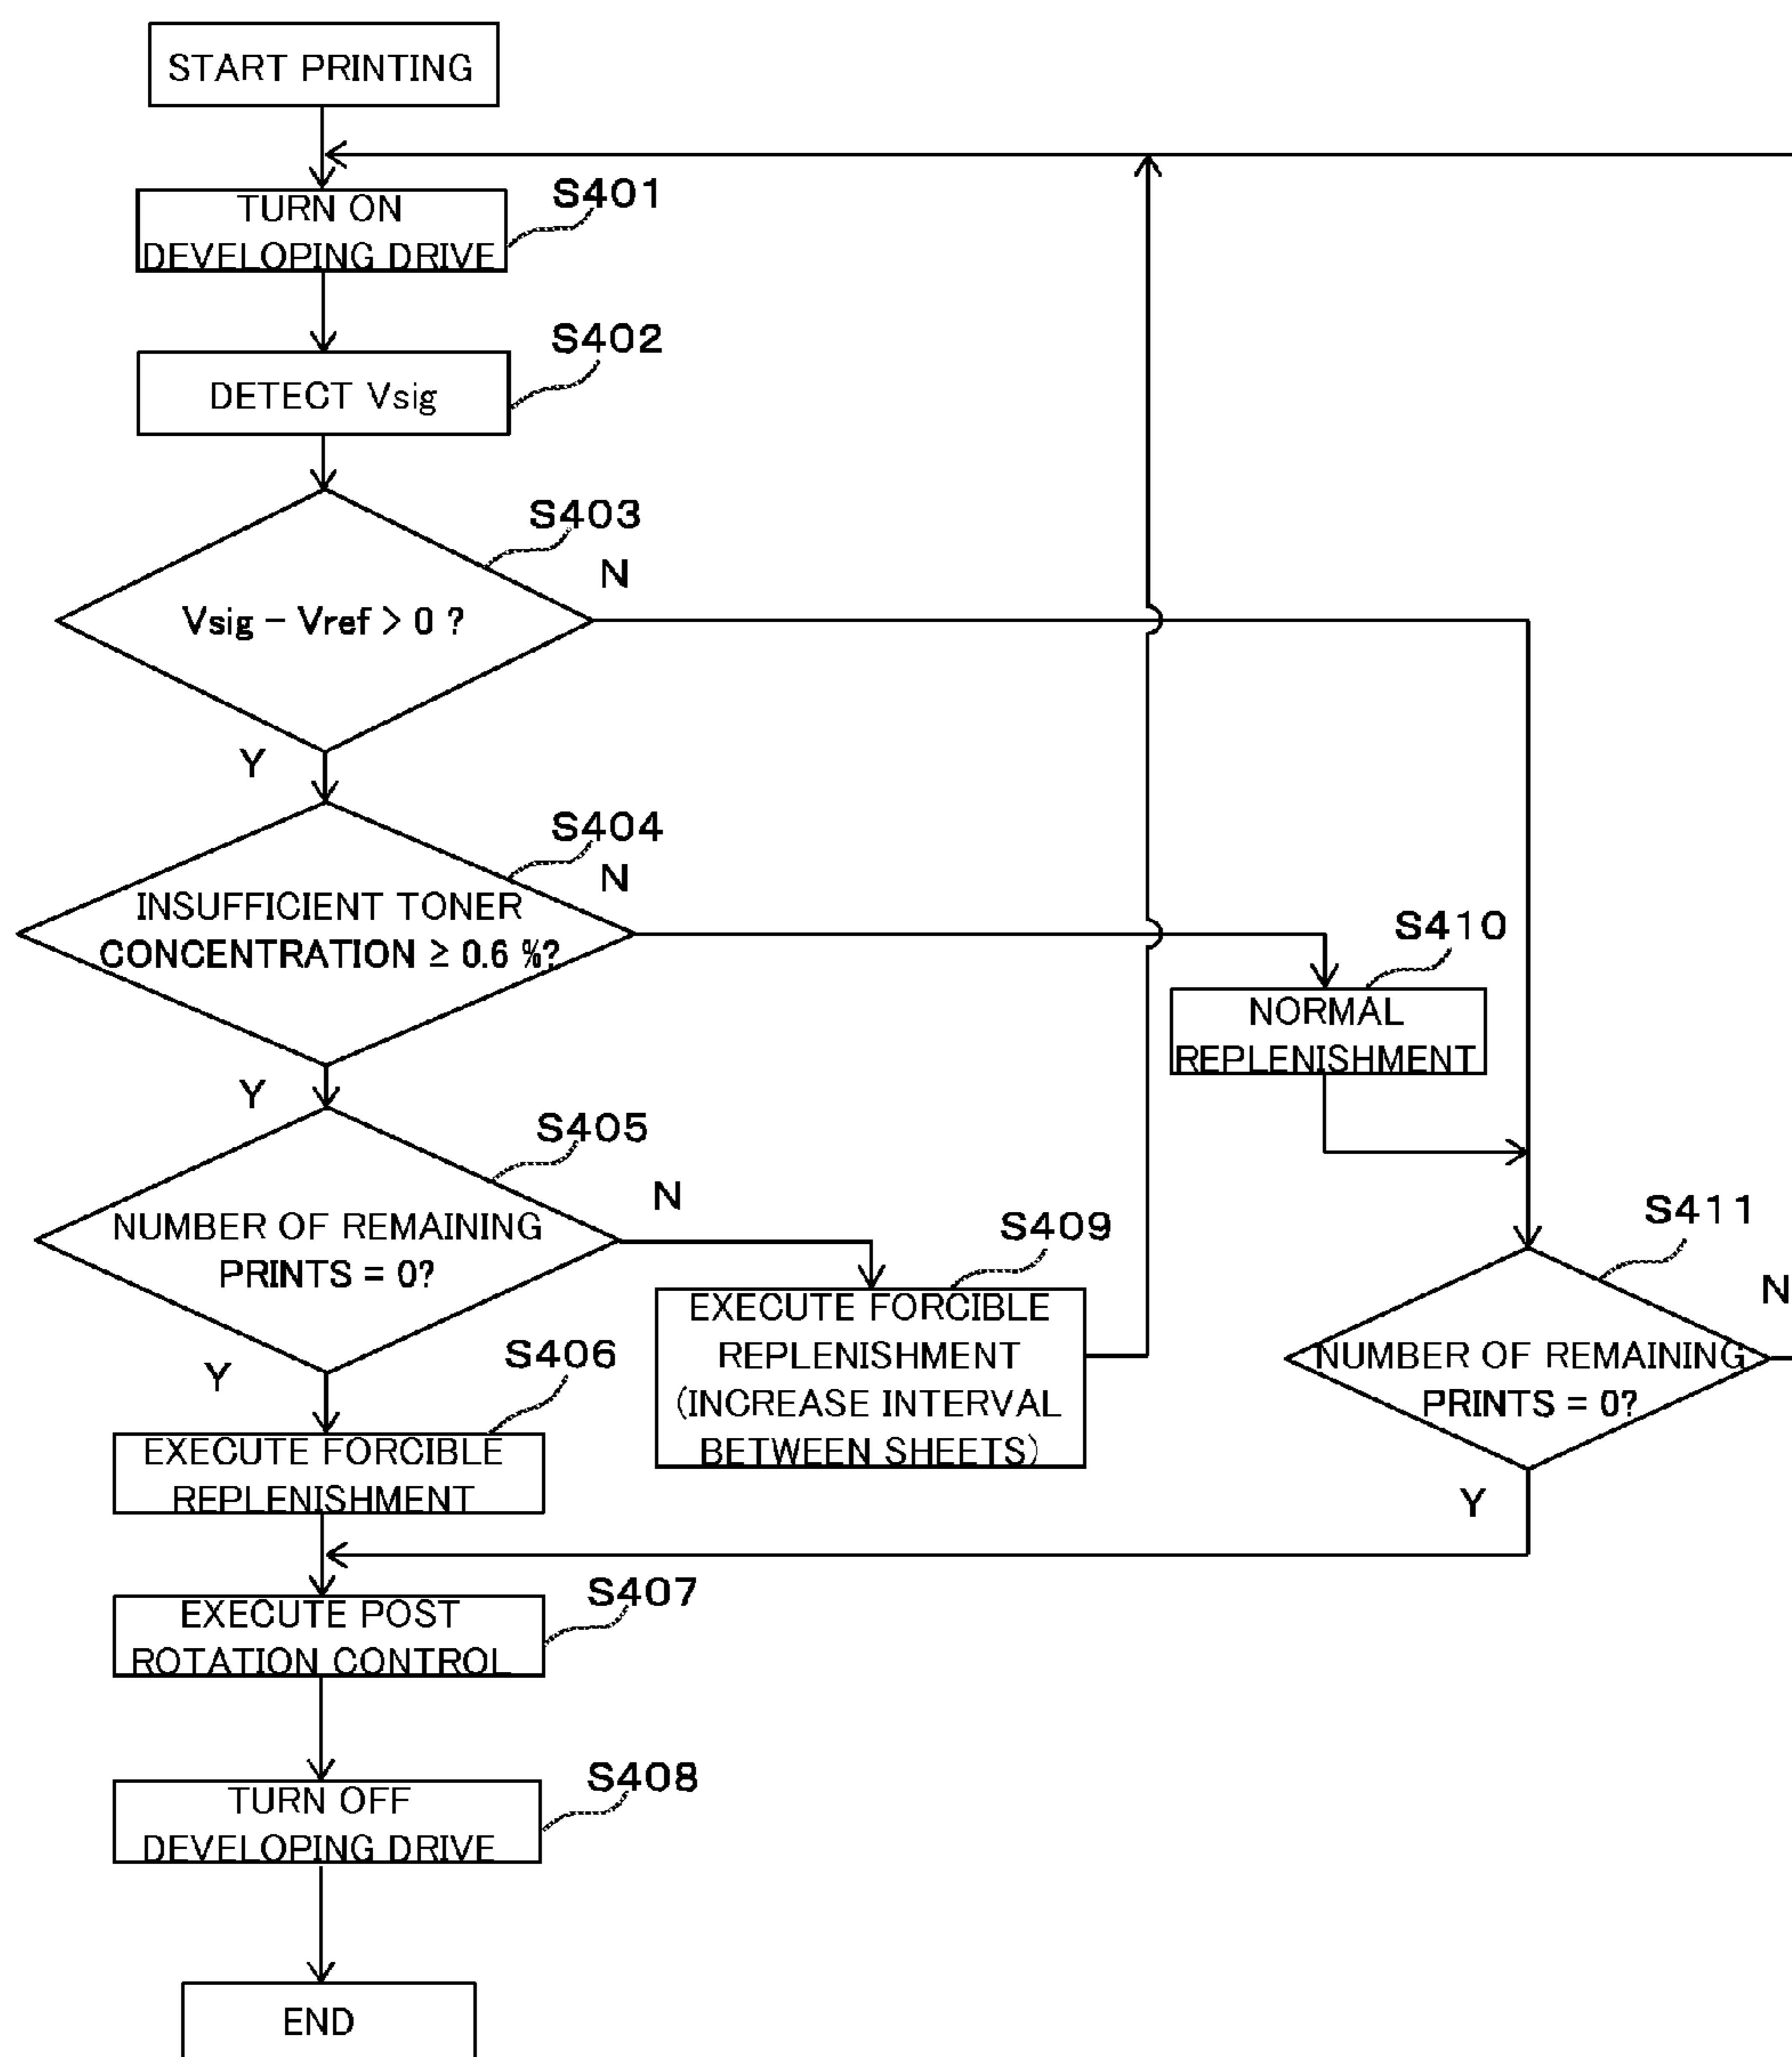 START PRINTING
S401
TURN ON
DEVELOPING DRIVE
S402
DETECT Vsig
S403
N
Vsig − Vref > 0 ?
Y
S404
N
INSUFFICIENT TONER
CONCENTRATION ≥ 0.6 %?
S410
NORMAL
REPLENISHMENT
Y
S405
N
NUMBER OF REMAINING
PRINTS = 0?
S409
EXECUTE FORCIBLE
REPLENISHMENT
(INCREASE INTERVAL
BETWEEN SHEETS)
S411
N
NUMBER OF REMAINING
PRINTS = 0?
Y
Y
S406
EXECUTE FORCIBLE
REPLENISHMENT
S407
EXECUTE POST
ROTATION CONTROL
S408
TURN OFF
DEVELOPING DRIVE
END